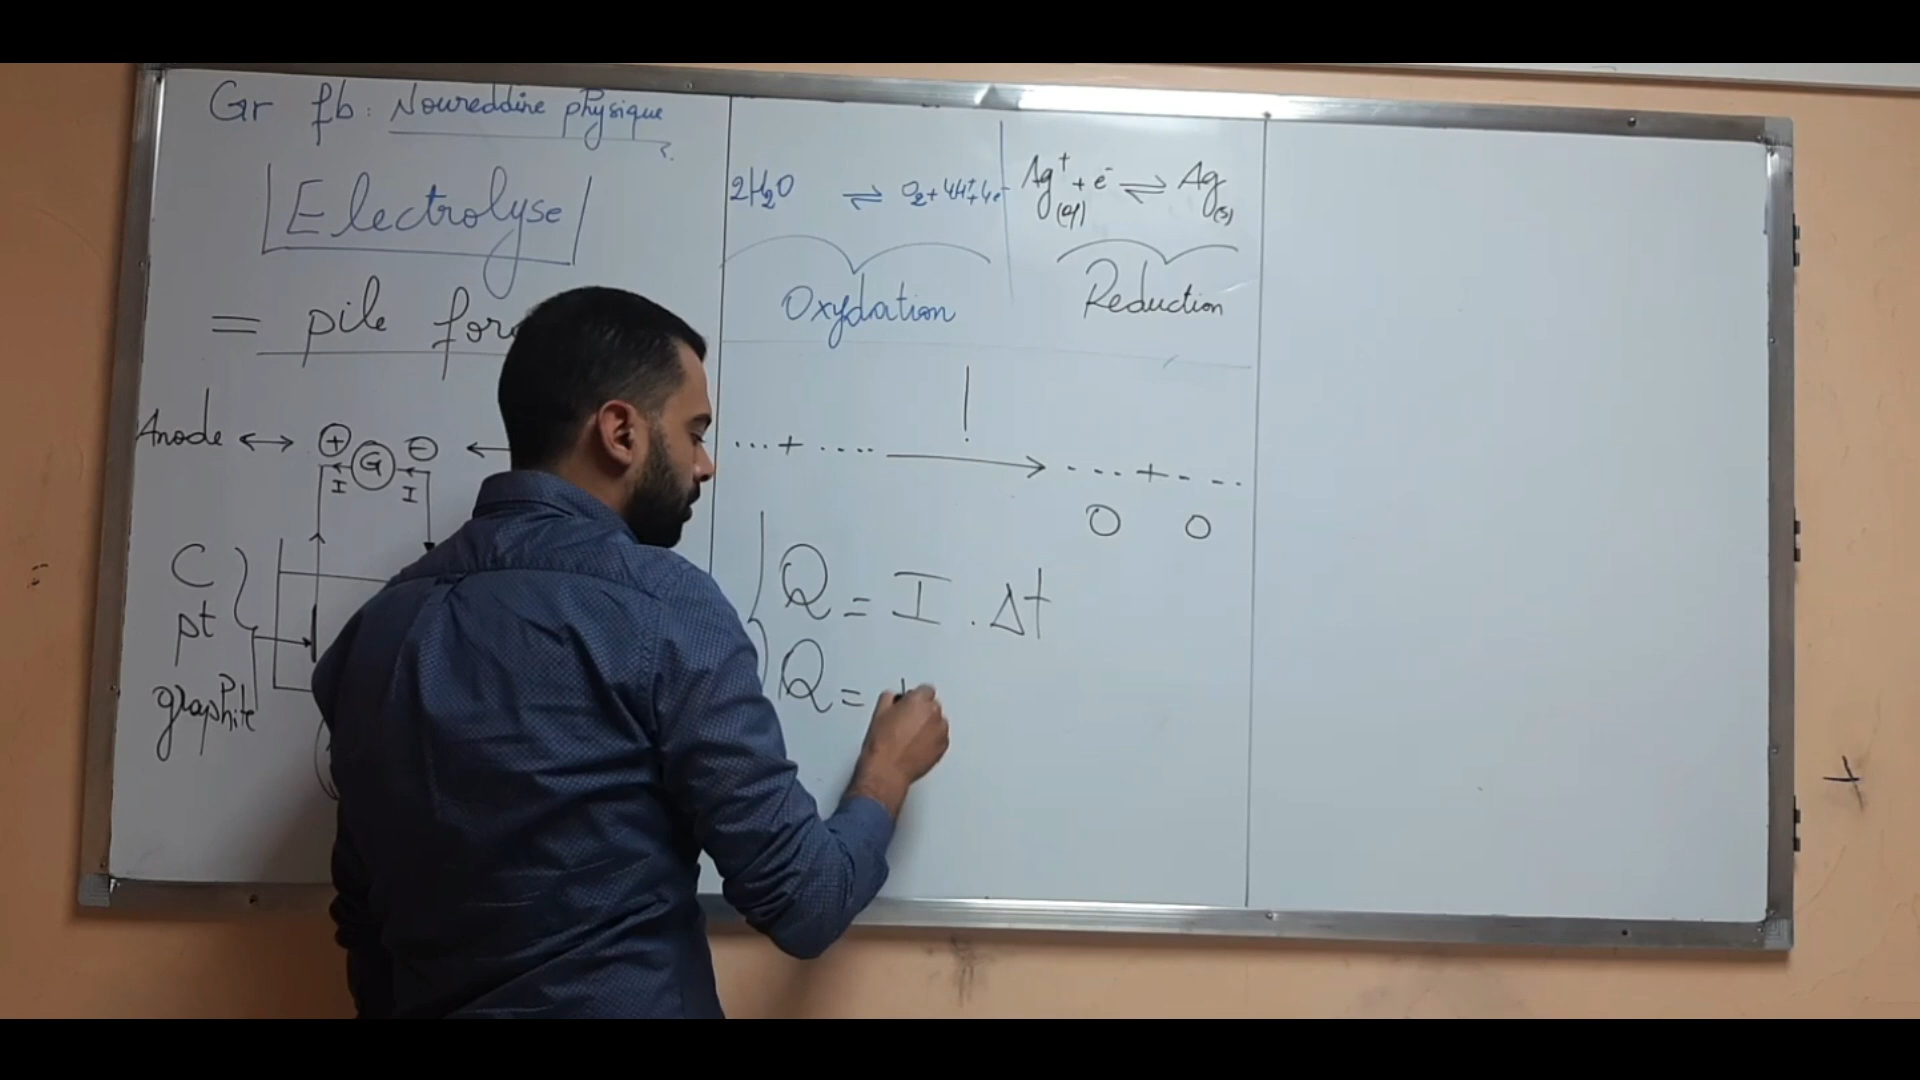 Gr fb : Noureddine physique
Electrolyse
= pile
Anode ↔ + G -
I I
C
pt
graphite
2H₂O ⇌ O₂ + 4H⁺ + 4e⁻
Oxydation
Ag⁺(aq) + e⁻ ⇌ Ag(s)
Reduction
... + .... → ... + ...
!
O O
Q = I . Δt
Q =